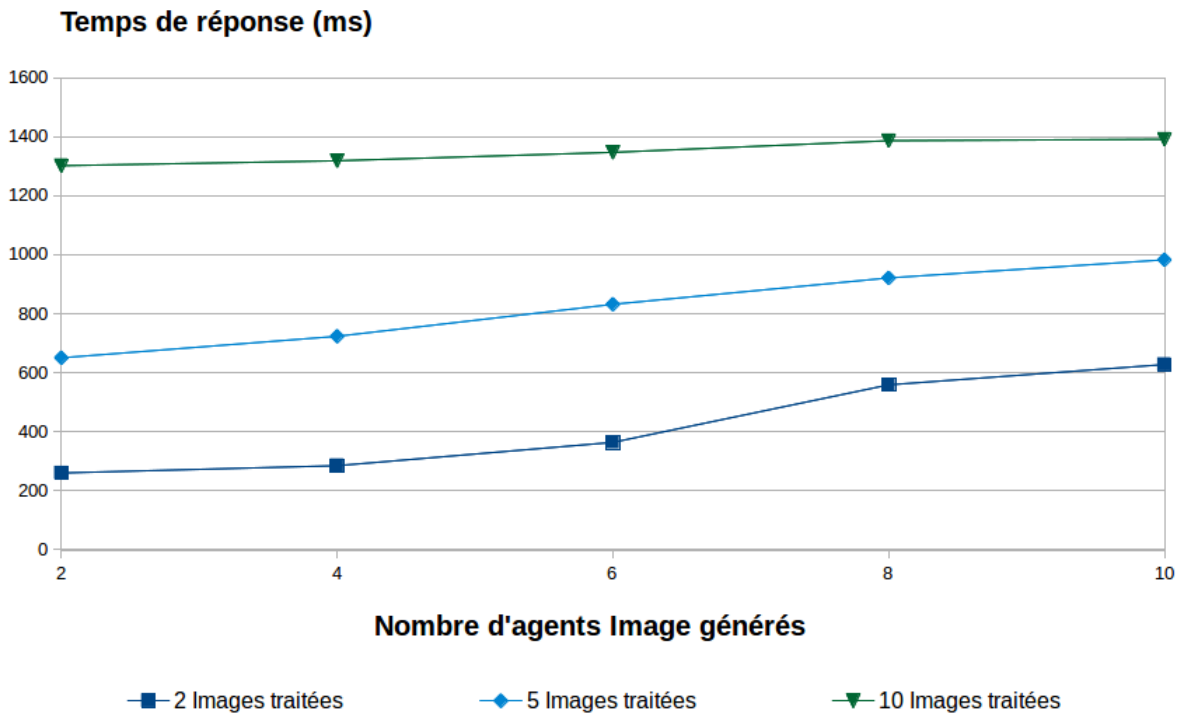 Temps de réponse (ms)
1600
1400
1200
1000
800
600
400
200
0
2 4 6 8 10
Nombre d'agents Image générés
2 Images traitées 5 Images traitées 10 Images traitées